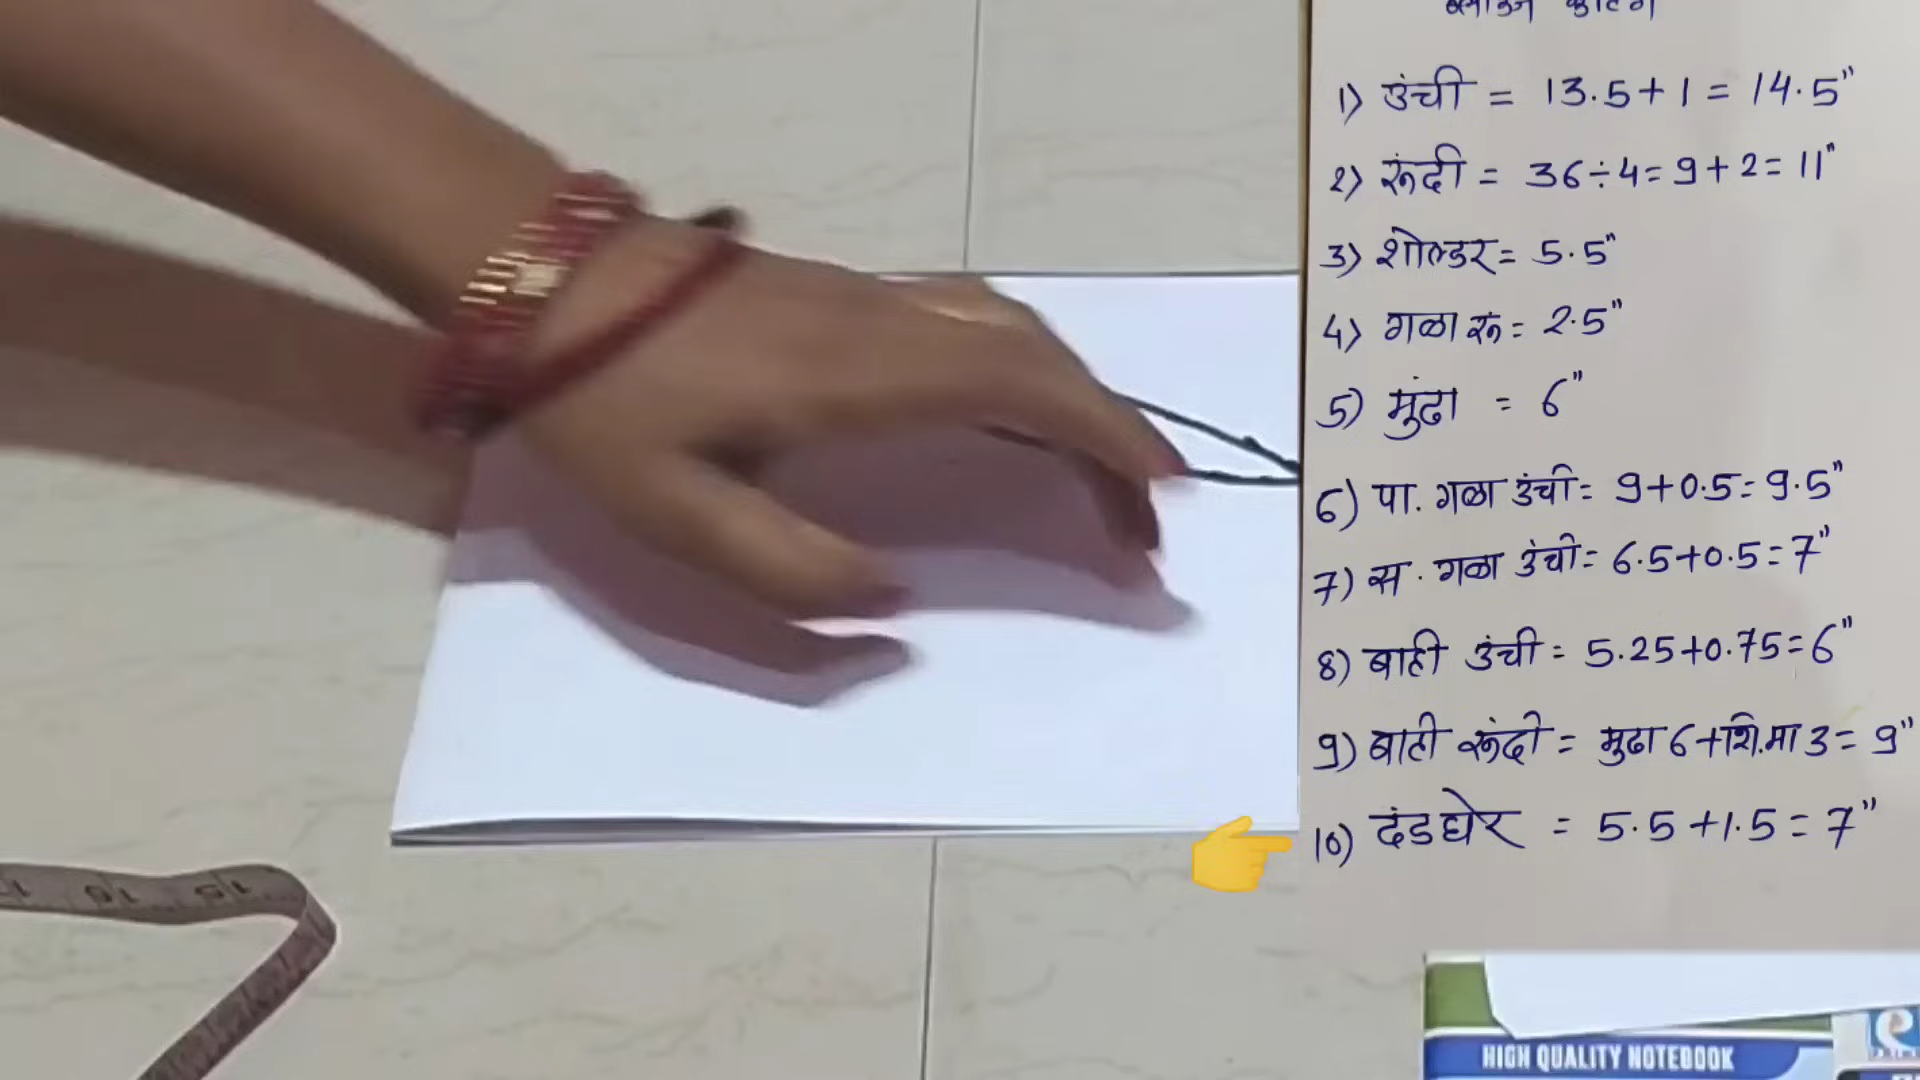 ब्लाउज कटिंग
1) उंची = 13.5+1 = 14.5"
2) रुंदी = 36÷4=9+2=11"
3) शोल्डर= 5.5"
4) गळा रुं= 2.5"
5) मुंढा = 6"
6) पा. गळा उंची= 9+0.5=9.5"
7) स. गळा उंची= 6.5+0.5=7"
8) बाही उंची = 5.25+0.75=6"
9) बाही रुंदी = मुढा 6+शि.मा 3=9"
10) दंडघेर = 5.5+1.5=7"
HIGH QUALITY NOTEBOOK